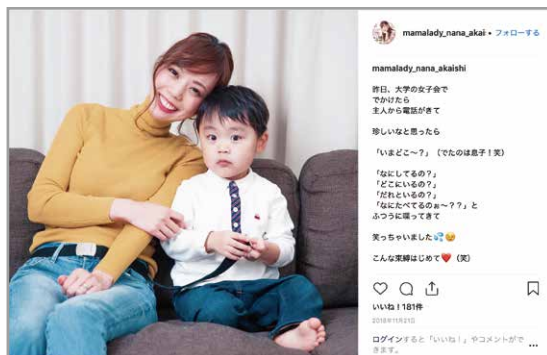 mamalady_nana_akai • フォローする
mamalady_nana_akaishi
昨日、大学の女子会で
でかけたら
主人から電話がきて
珍しいなと思ったら
「いまどこ〜？」（でたのは息子！笑）
「なにしてるの？」
「どこにいるの？」
「だれといるの？」
「なにたべてるのぉ〜？？」と
ふつうに喋ってきて
笑っちゃいました💦😉
こんな束縛はじめて❤️（笑）
いいね！181件
2018年11月21日
ログインすると「いいね！」やコメントがで
きます。